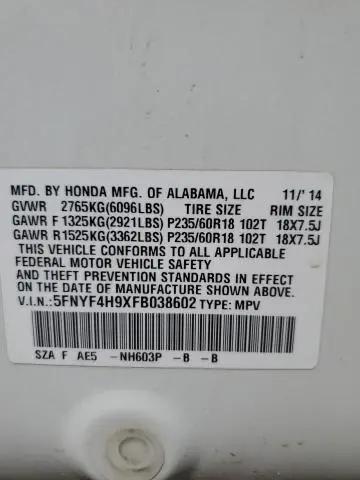 MFD. BY HONDA MFG. OF ALABAMA, LLC 11/'14
GVWR 2765KG(6096LBS) TIRE SIZE RIM SIZE
GAWR F 1325KG(2921LBS) P235/60R18 102T 18X7.5J
GAWR R 1525KG(3362LBS) P235/60R18 102T 18X7.5J
THIS VEHICLE CONFORMS TO ALL APPLICABLE
FEDERAL MOTOR VEHICLE SAFETY AND
THEFT PREVENTION STANDARDS IN EFFECT
ON THE DATE OF MANUFACTURE SHOWN ABOVE.
V.I.N.: 5FNYF4H9XFB038602 TYPE: MPV
SZA F AE5 -NH603P -B -B